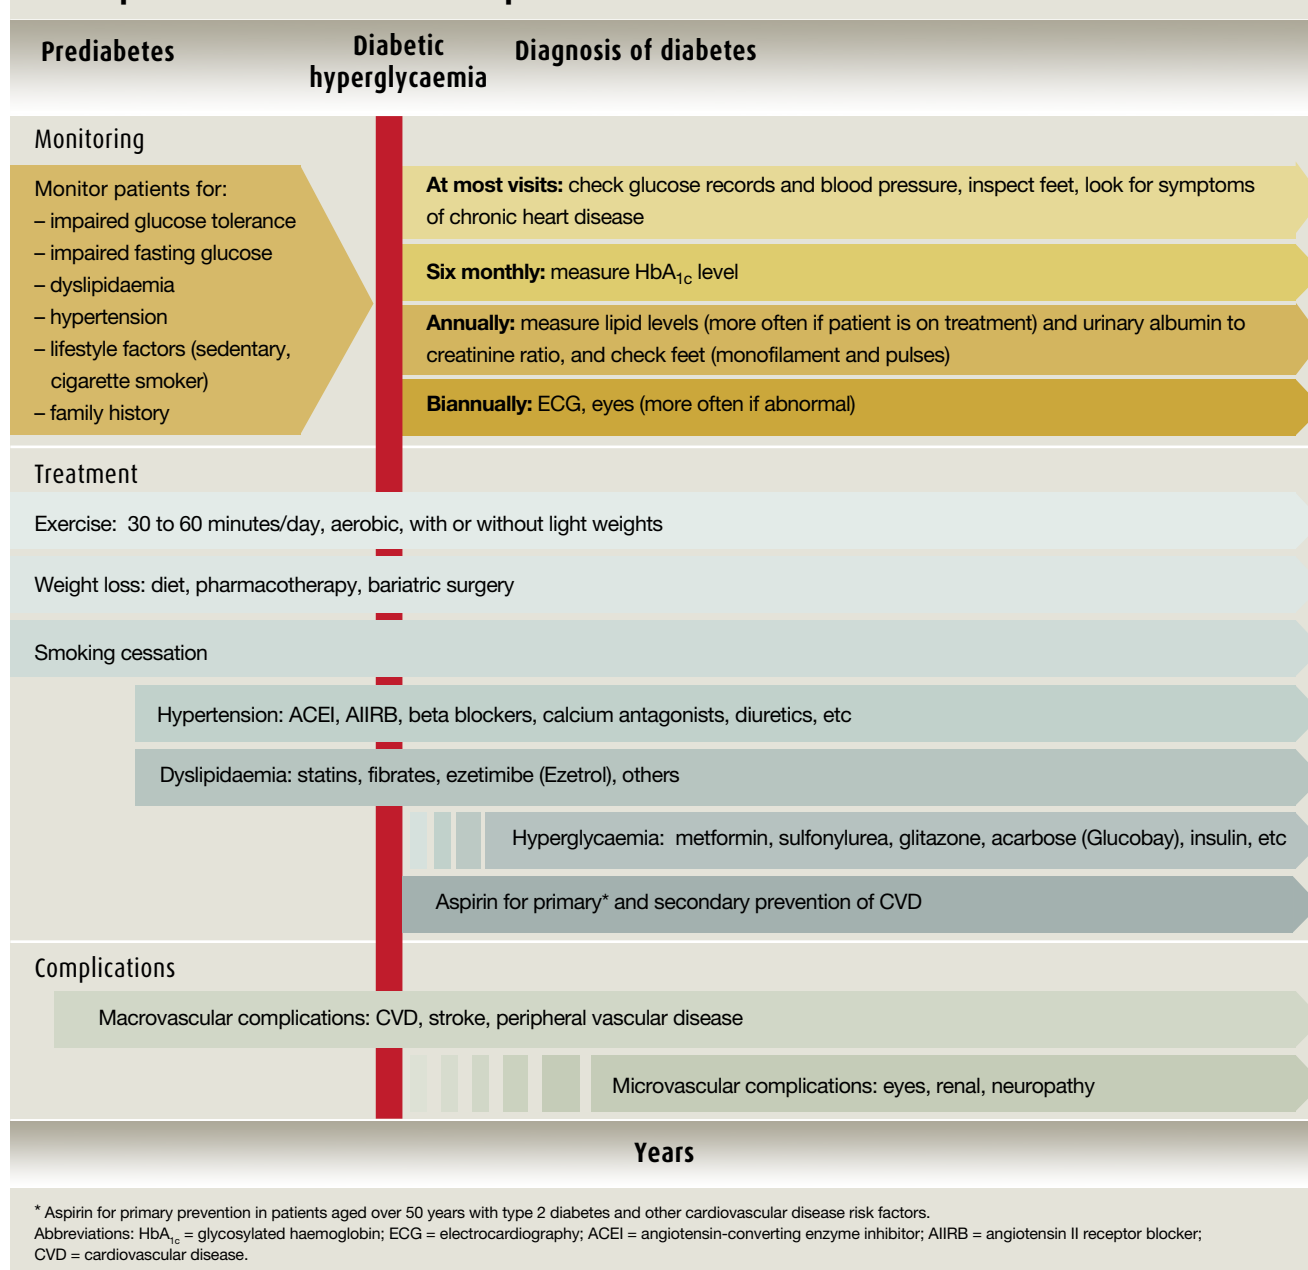 Prediabetes
Diabetic
hyperglycaemia
Diagnosis of diabetes
Monitoring
Monitor patients for:
– impaired glucose tolerance
– impaired fasting glucose
– dyslipidaemia
– hypertension
– lifestyle factors (sedentary,
cigarette smoker)
– family history
At most visits: check glucose records and blood pressure, inspect feet, look for symptoms
of chronic heart disease
Six monthly: measure HbA1c level
Annually: measure lipid levels (more often if patient is on treatment) and urinary albumin to
creatinine ratio, and check feet (monofilament and pulses)
Biannually: ECG, eyes (more often if abnormal)
Treatment
Exercise: 30 to 60 minutes/day, aerobic, with or without light weights
Weight loss: diet, pharmacotherapy, bariatric surgery
Smoking cessation
Hypertension: ACEI, AIIRB, beta blockers, calcium antagonists, diuretics, etc
Dyslipidaemia: statins, fibrates, ezetimibe (Ezetrol), others
Hyperglycaemia: metformin, sulfonylurea, glitazone, acarbose (Glucobay), insulin, etc
Aspirin for primary* and secondary prevention of CVD
Complications
Macrovascular complications: CVD, stroke, peripheral vascular disease
Microvascular complications: eyes, renal, neuropathy
Years
* Aspirin for primary prevention in patients aged over 50 years with type 2 diabetes and other cardiovascular disease risk factors.
Abbreviations: HbA1c = glycosylated haemoglobin; ECG = electrocardiography; ACEI = angiotensin-converting enzyme inhibitor; AIIRB = angiotensin II receptor blocker;
CVD = cardiovascular disease.